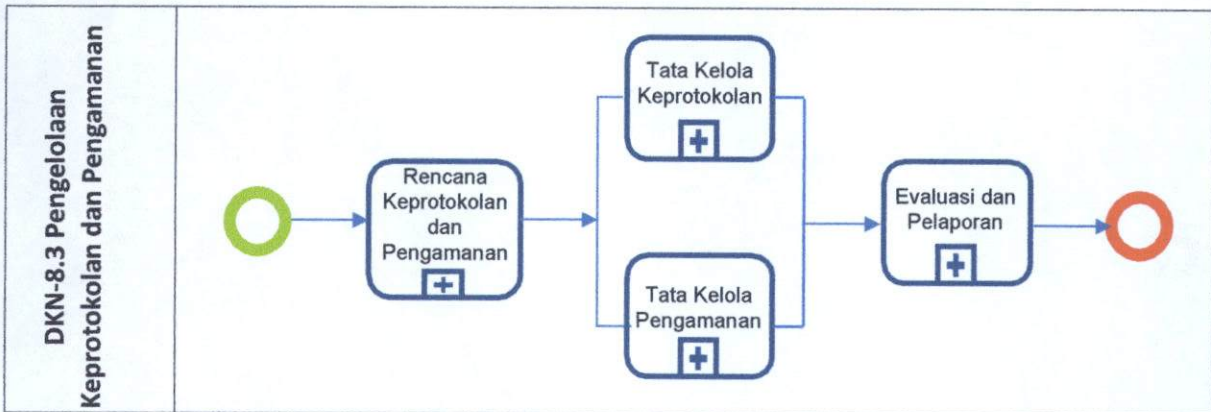 DKN-8.3 Pengelolaan
Keprotokolan dan Pengamanan
Rencana
Keprotokolan
dan
Pengamanan
Tata Kelola
Keprotokolan
Tata Kelola
Pengamanan
Evaluasi dan
Pelaporan